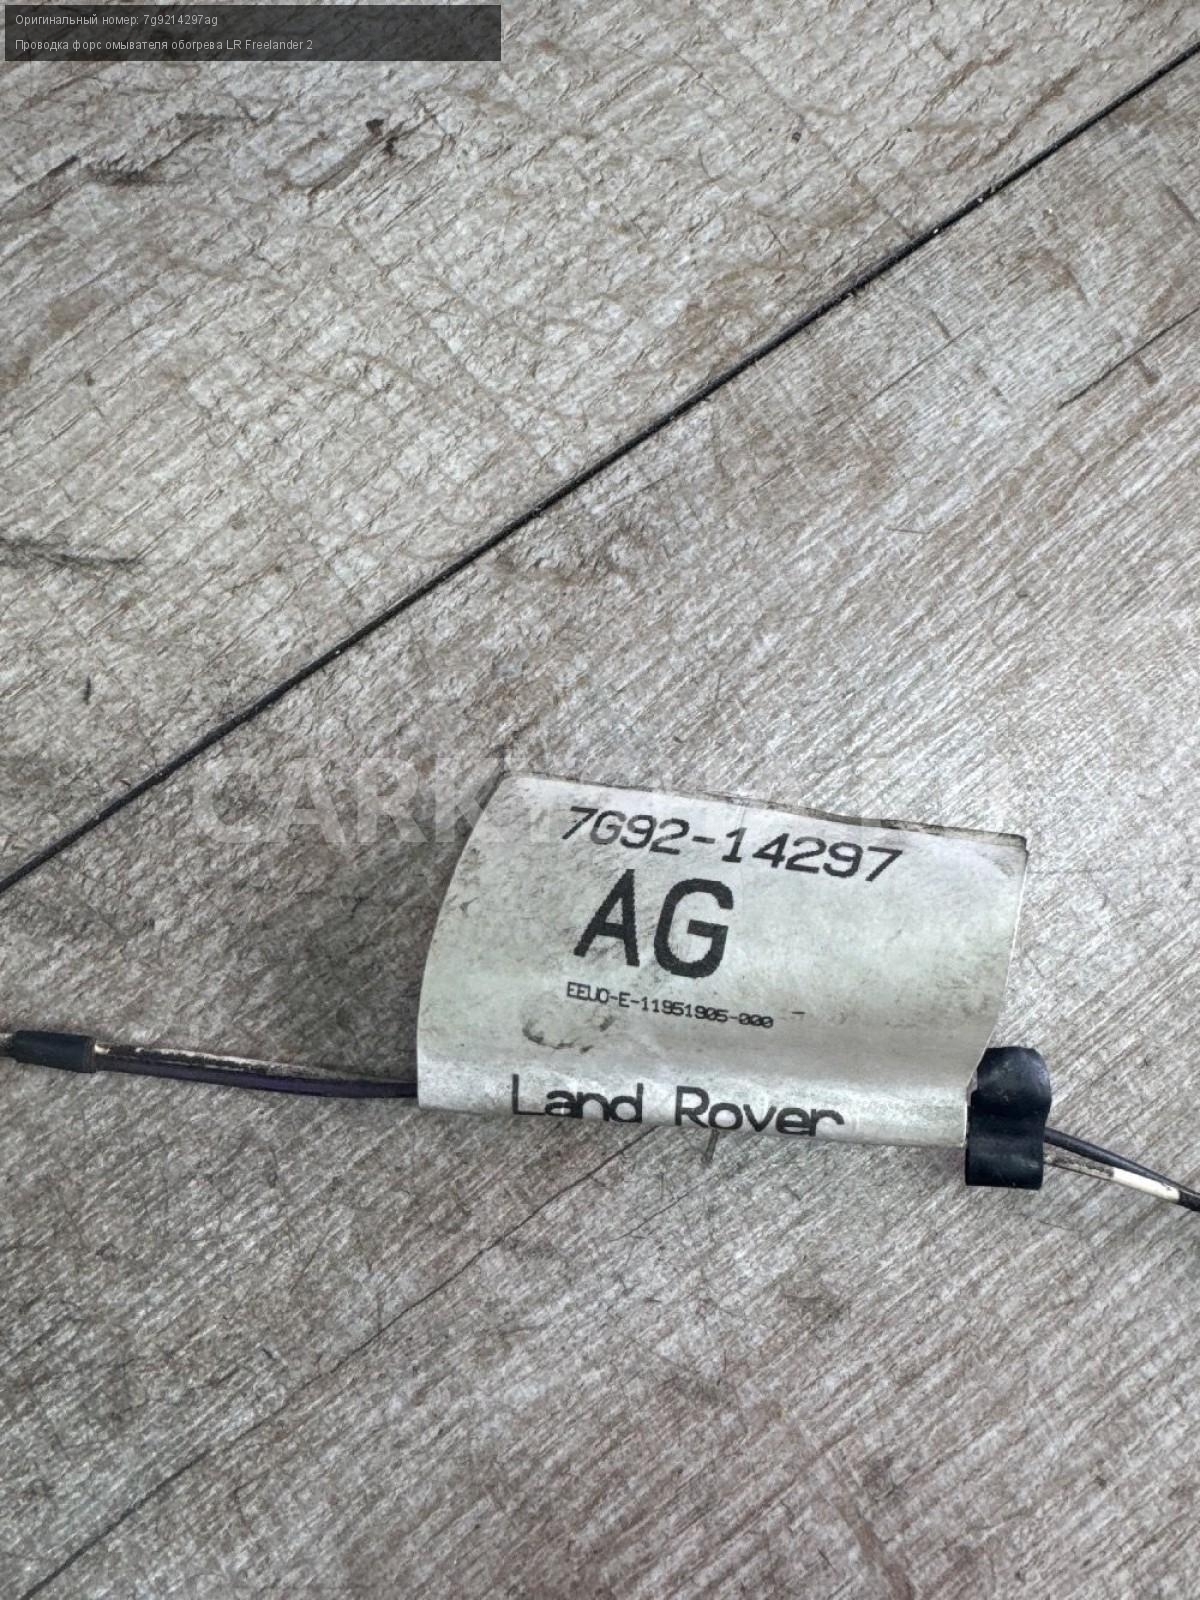 Оригинальный номер: 7g9214297ag
Проводка форс омывателя обогрева LR Freelander 2
7G92-14297
AG
EEUO-E-11951905-000
Land Rover